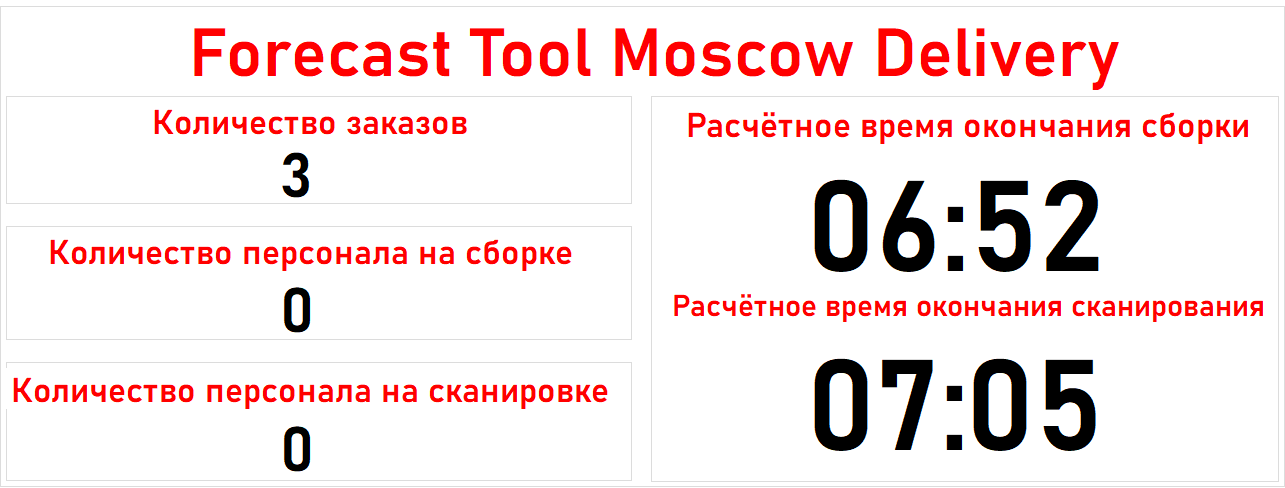 Forecast Tool Moscow Delivery
Количество заказов
3
Количество персонала на сборке
0
Количество персонала на сканировке
0
Расчётное время окончания сборки
06:52
Расчётное время окончания сканирования
07:05